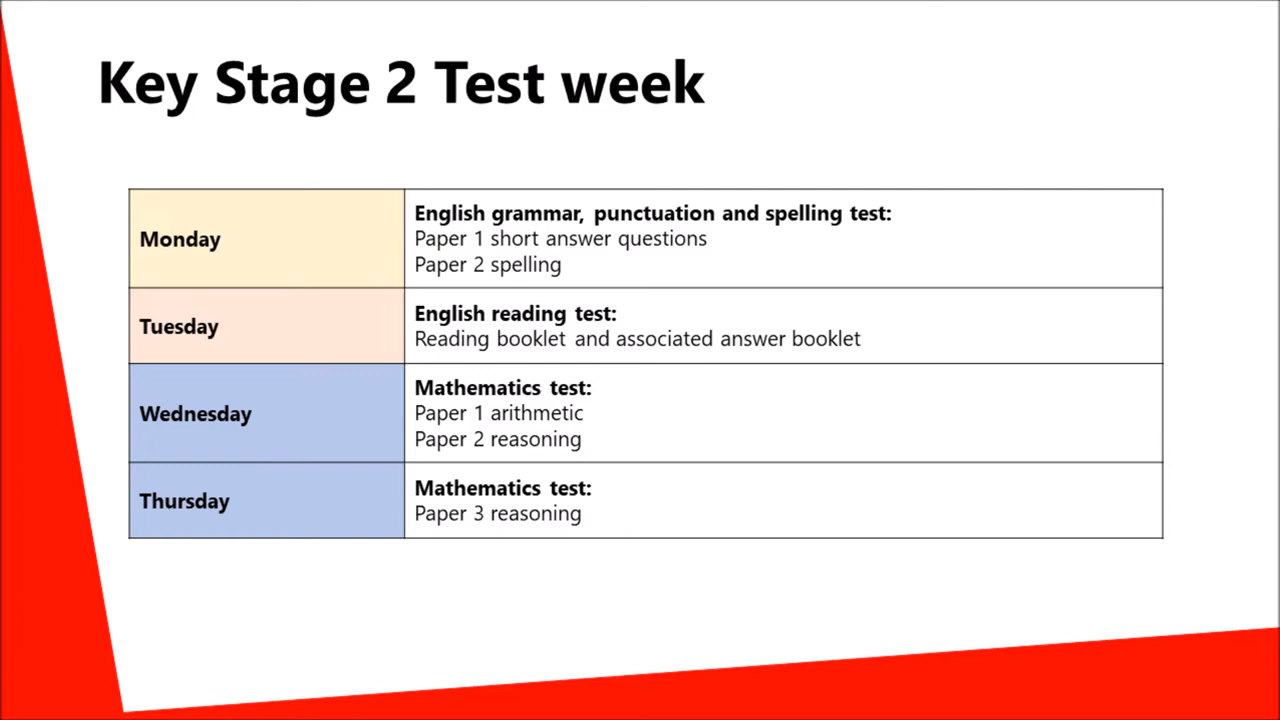 Key Stage 2 Test week
Monday
English grammar, punctuation and spelling test:
Paper 1 short answer questions
Paper 2 spelling
Tuesday
English reading test:
Reading booklet and associated answer booklet
Wednesday
Mathematics test:
Paper 1 arithmetic
Paper 2 reasoning
Thursday
Mathematics test:
Paper 3 reasoning